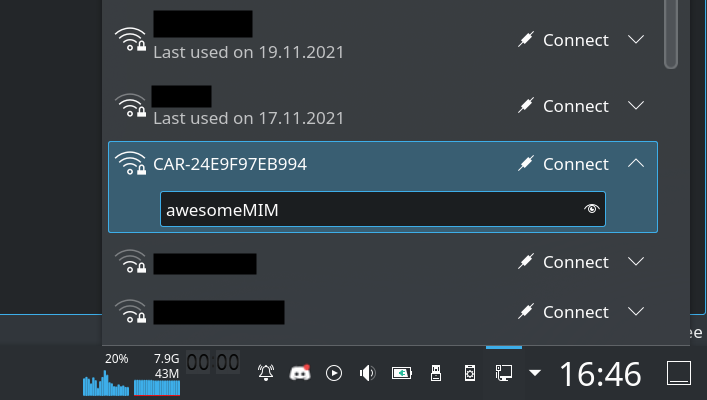 Connect
Last used on 19.11.2021
Connect
Last used on 17.11.2021
CAR-24E9F97EB994 Connect
awesomeMIM
Connect
Connect
ee
20% 7.9G
43M
00:00
16:46